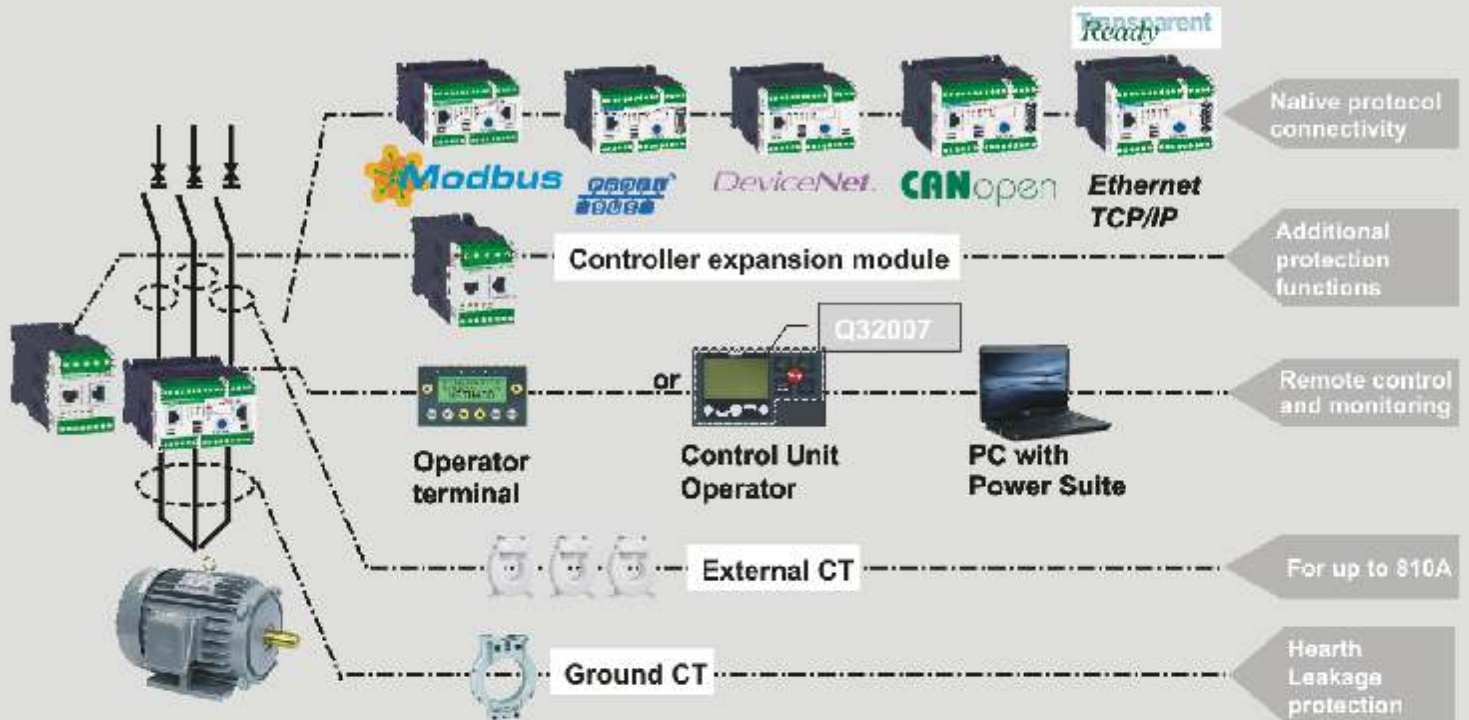 Transparent
Ready
Native protocol
connectivity
Modbus
DeviceNet.
CANopen
Ethernet
TCP/IP
Controller expansion module
Additional
protection
functions
Q32007
or
Remote control
and monitoring
Operator
terminal
Control Unit
Operator
PC with
Power Suite
External CT
For up to 810A
Ground CT
Hearth
Leakage
protection